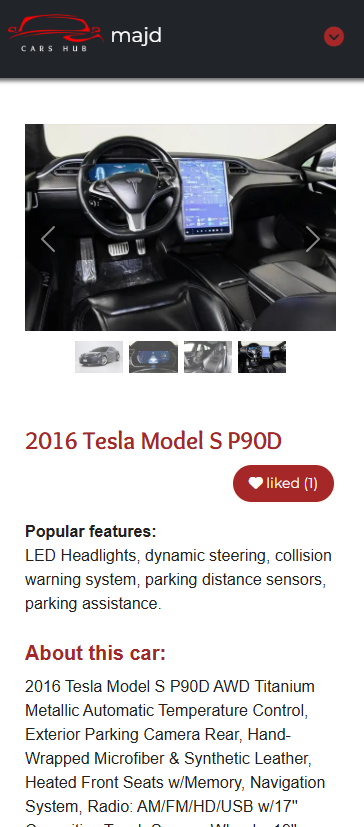 CARS HUB majd
2016 Tesla Model S P90D
liked (1)
Popular features:
LED Headlights, dynamic steering, collision
warning system, parking distance sensors,
parking assistance.
About this car:
2016 Tesla Model S P90D AWD Titanium
Metallic Automatic Temperature Control,
Exterior Parking Camera Rear, Hand-
Wrapped Microfiber & Synthetic Leather,
Heated Front Seats w/Memory, Navigation
System, Radio: AM/FM/HD/USB w/17"